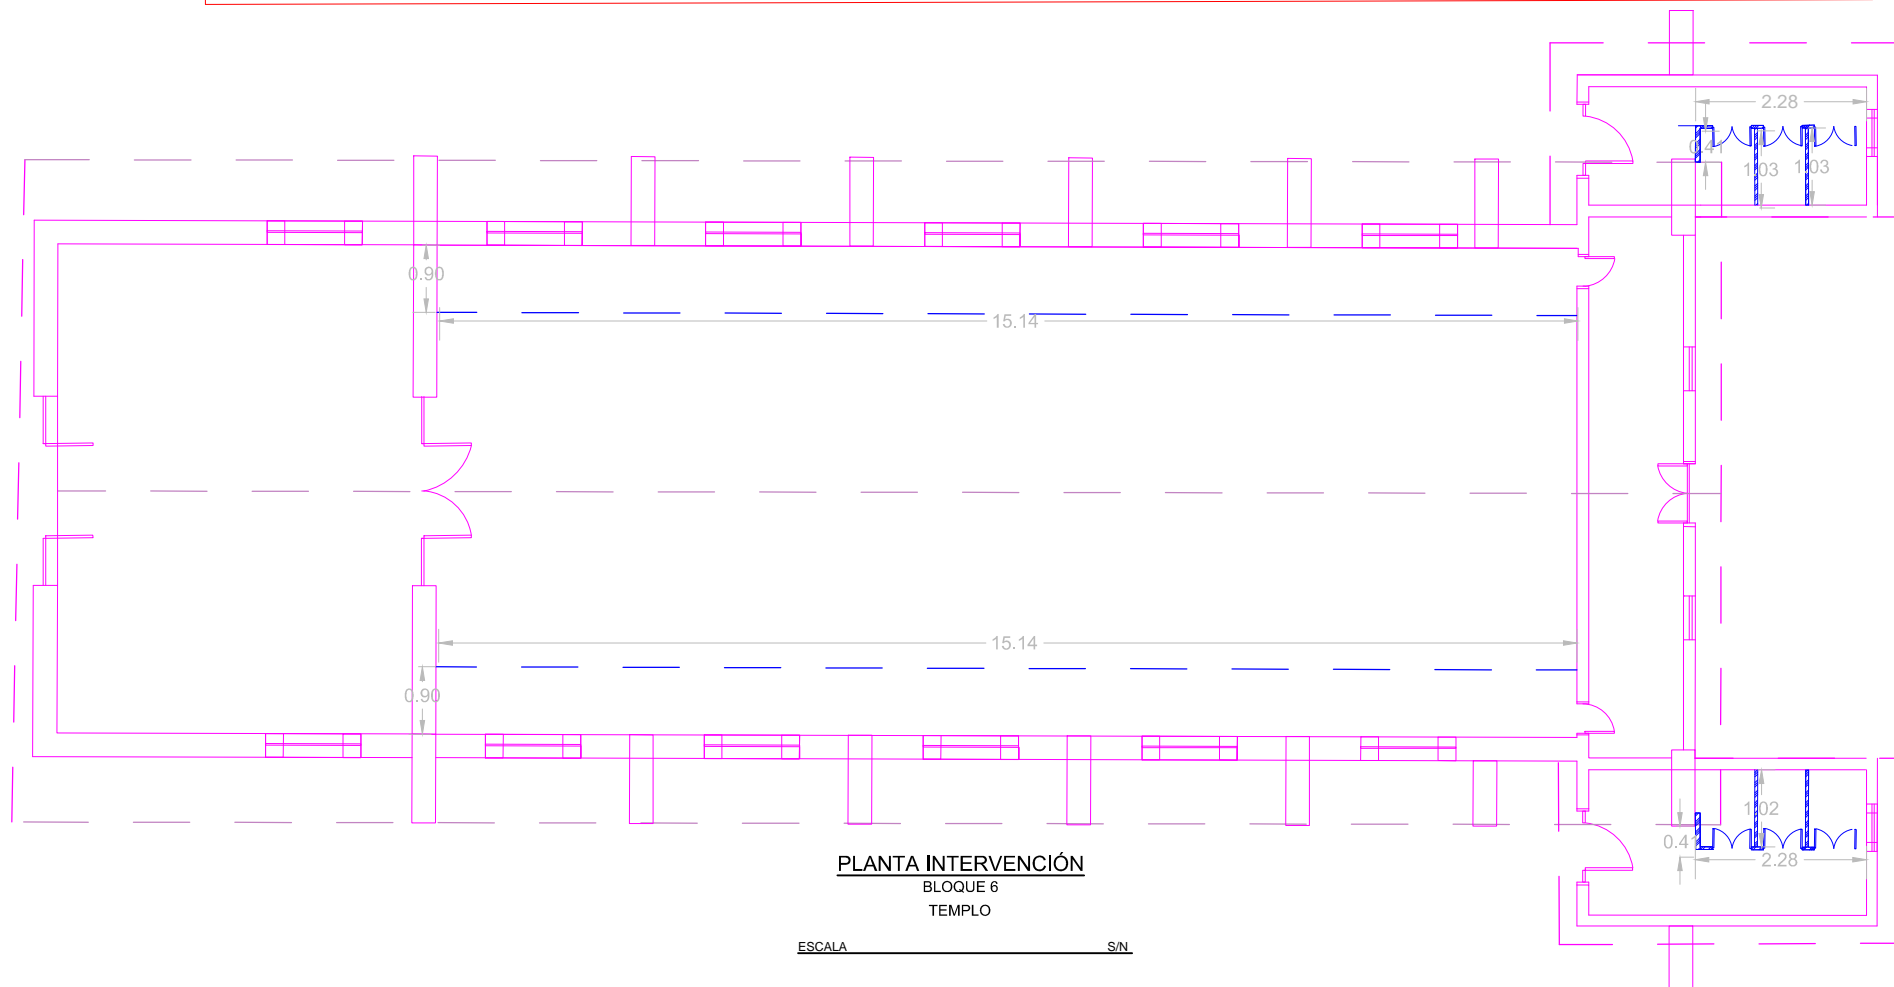 2.28
0.41
1.03
1.03
0.90
15.14
15.14
0.90
1.02
0.41
2.28
PLANTA INTERVENCIÓN
BLOQUE 6
TEMPLO
ESCALA S/N